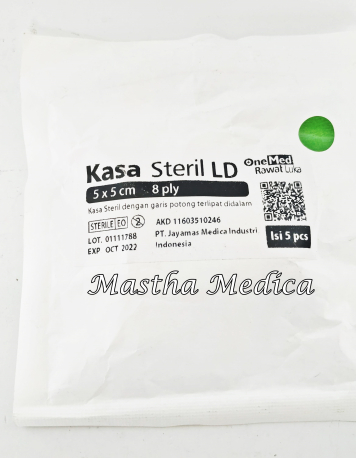 Kasa Steril LD
OneMed
Rawat Luka
5 x 5 cm 8 ply
Kasa Steril dengan garis potong terlipat didalam
STERILE EO 2
AKD 11603510246
LOT. 01111788
PT. Jayamas Medica Industri
EXP OCT 2022
Indonesia
Isi 5 pcs
Mastha Medica